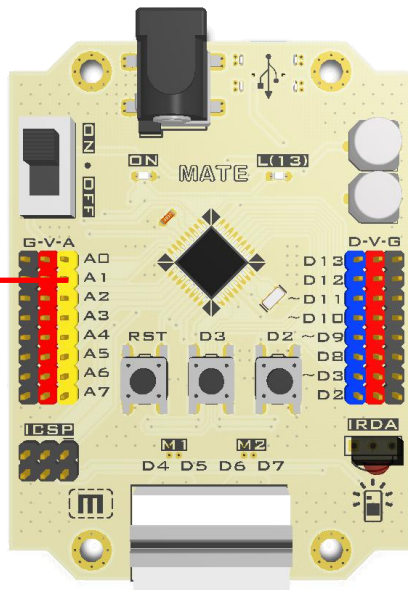 ON
OFF
ON
MATE
L(13)
G-V-A
D-V-G
A0
A1
A2
A3
A4
A5
A6
A7
D13
D12
~D11
~D10
~D9
D8
~D3
D2
RST
D3
D2
ICSP
M1
M2
IRDA
D4 D5 D6 D7
m